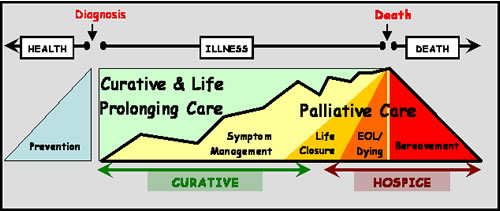 Diagnosis
Death
HEALTH
ILLNESS
DEATH
Curative & Life
Prolonging Care
Palliative Care
Prevention
Symptom
Management
Life
Closure
EOL/
Dying
Bereavement
CURATIVE
HOSPICE